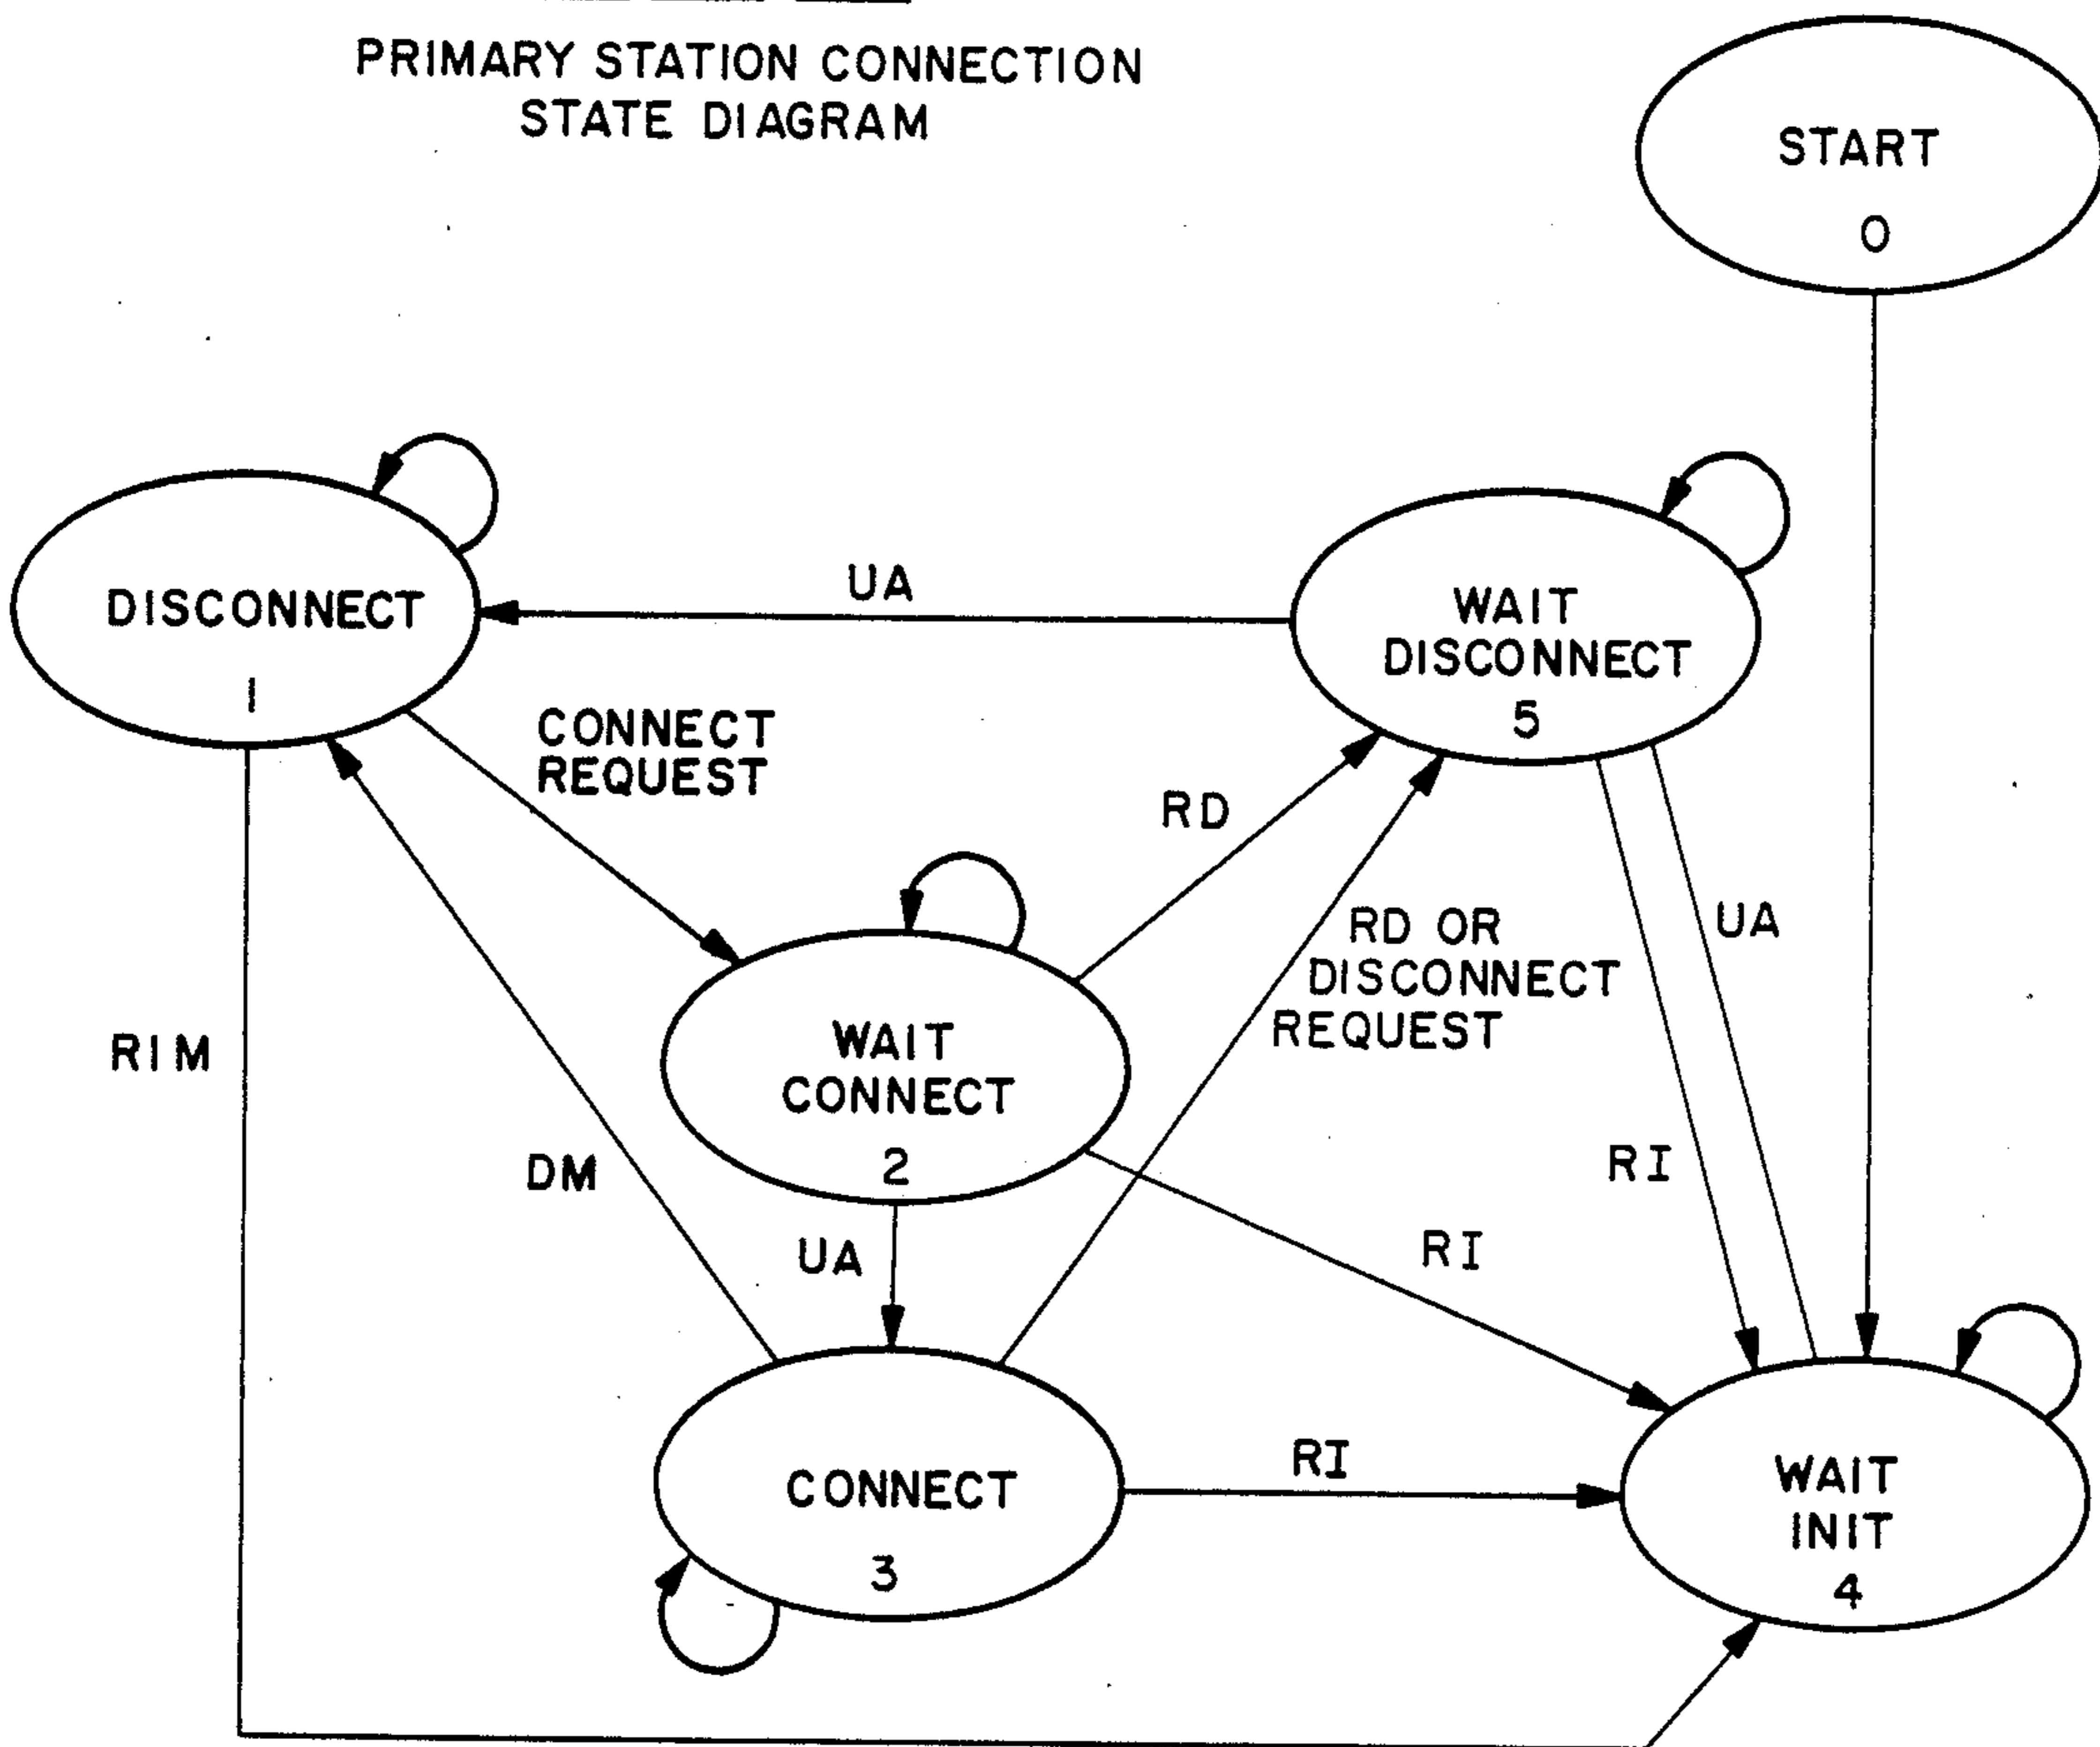 PRIMARY STATION CONNECTION
STATE DIAGRAM
START
0
DISCONNECT
1
UA
WAIT
DISCONNECT
5
CONNECT
REQUEST
RD
RD OR
DISCONNECT
REQUEST
UA
RIM
WAIT
CONNECT
2
DM
UA
RI
RI
CONNECT
3
RI
WAIT
INIT
4